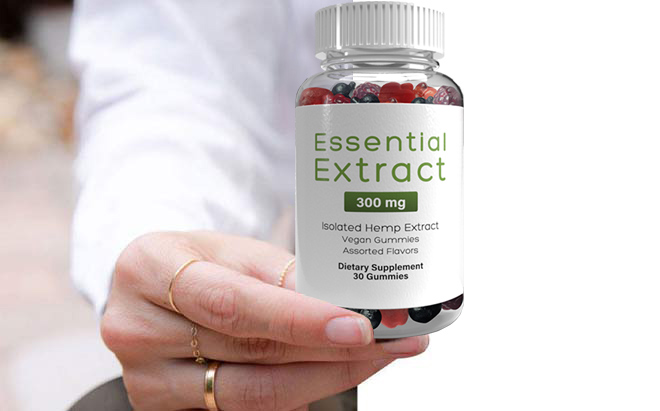 Essential
Extract
300 mg
Isolated Hemp Extract
Vegan Gummies
Assorted Flavors
Dietary Supplement
30 Gummies